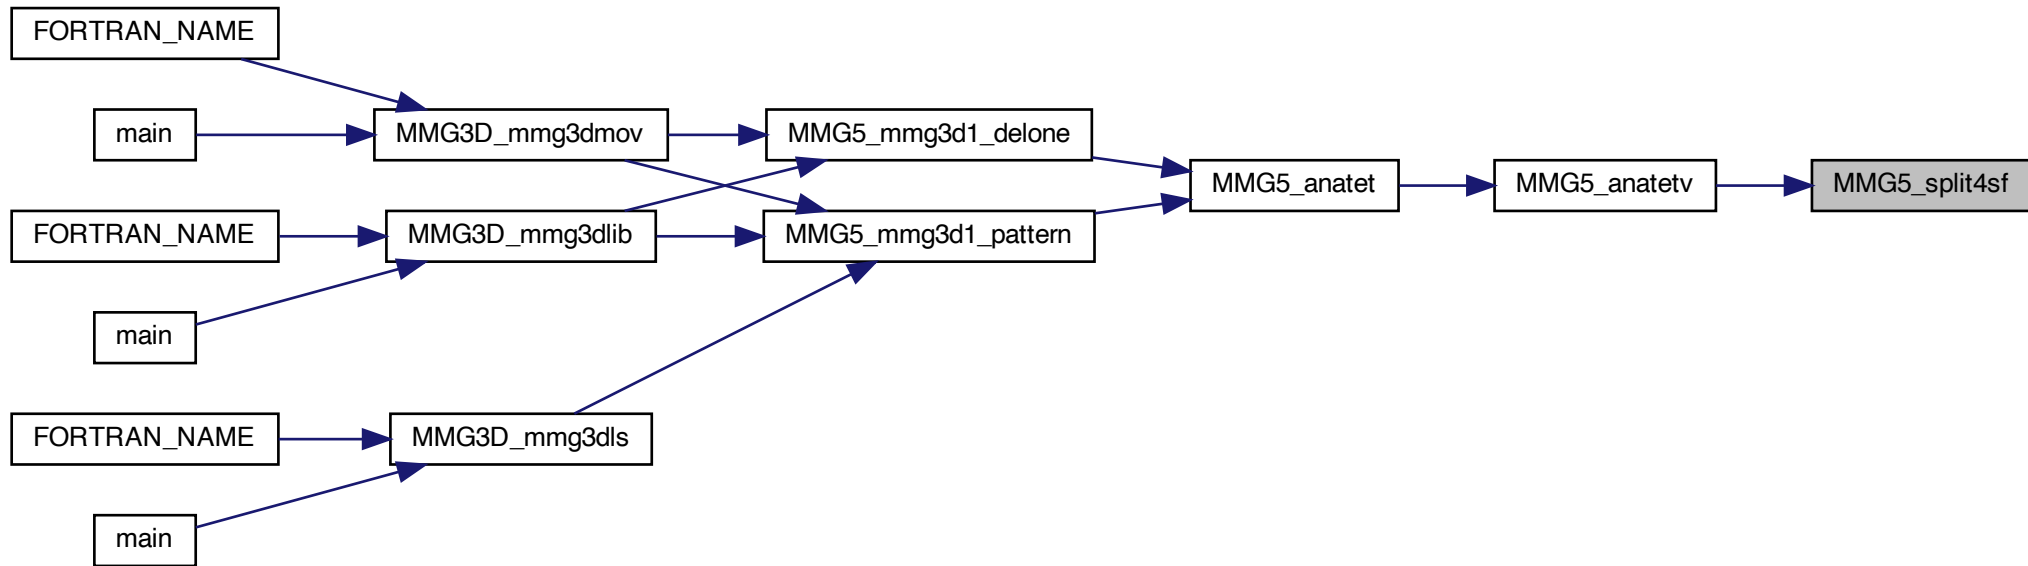 FORTRAN_NAME
main
MMG3D_mmg3dmov
MMG5_mmg3d1_delone
MMG5_anatet
MMG5_anatetv
MMG5_split4sf
FORTRAN_NAME
MMG3D_mmg3dlib
MMG5_mmg3d1_pattern
main
FORTRAN_NAME
MMG3D_mmg3dls
main